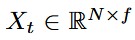 X_t ∈ ℝ^{N×f}